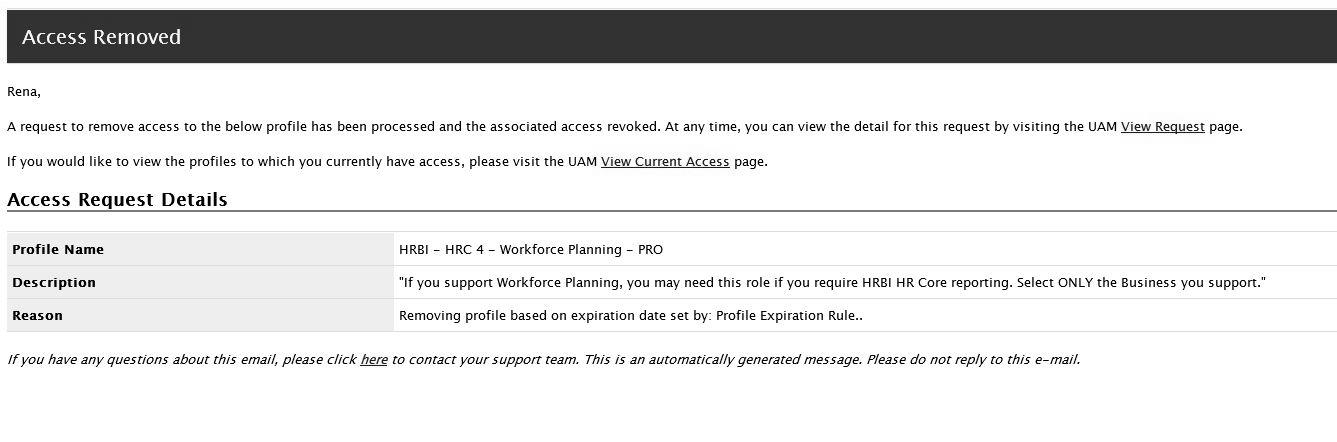 Access Removed
Rena,
A request to remove access to the below profile has been processed and the associated access revoked. At any time, you can view the detail for this request by visiting the UAM View Request page.
If you would like to view the profiles to which you currently have access, please visit the UAM View Current Access page.
Access Request Details
Profile Name HRBI - HRC 4 - Workforce Planning - PRO
Description "If you support Workforce Planning, you may need this role if you require HRBI HR Core reporting. Select ONLY the Business you support."
Reason Removing profile based on expiration date set by: Profile Expiration Rule..
If you have any questions about this email, please click here to contact your support team. This is an automatically generated message. Please do not reply to this e-mail.